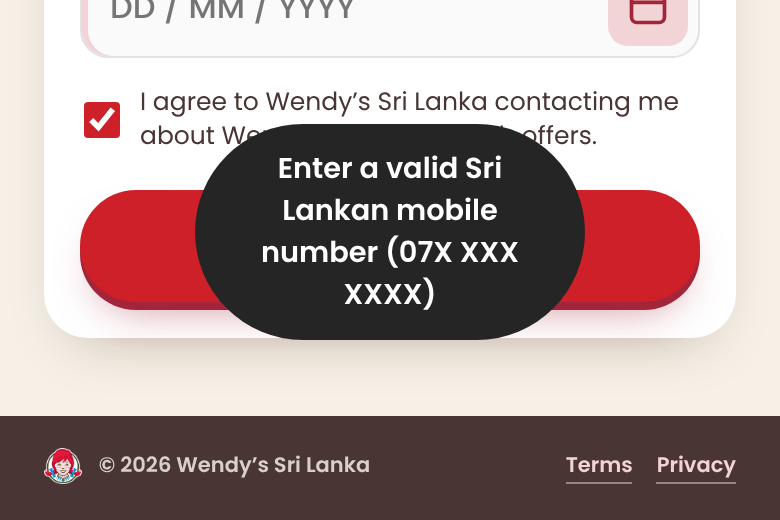 DD / MM / YYYY
I agree to Wendy’s Sri Lanka contacting me
about offers.
Enter a valid Sri
Lankan mobile
number (07X XXX
XXXX)
© 2026 Wendy’s Sri Lanka
Terms Privacy